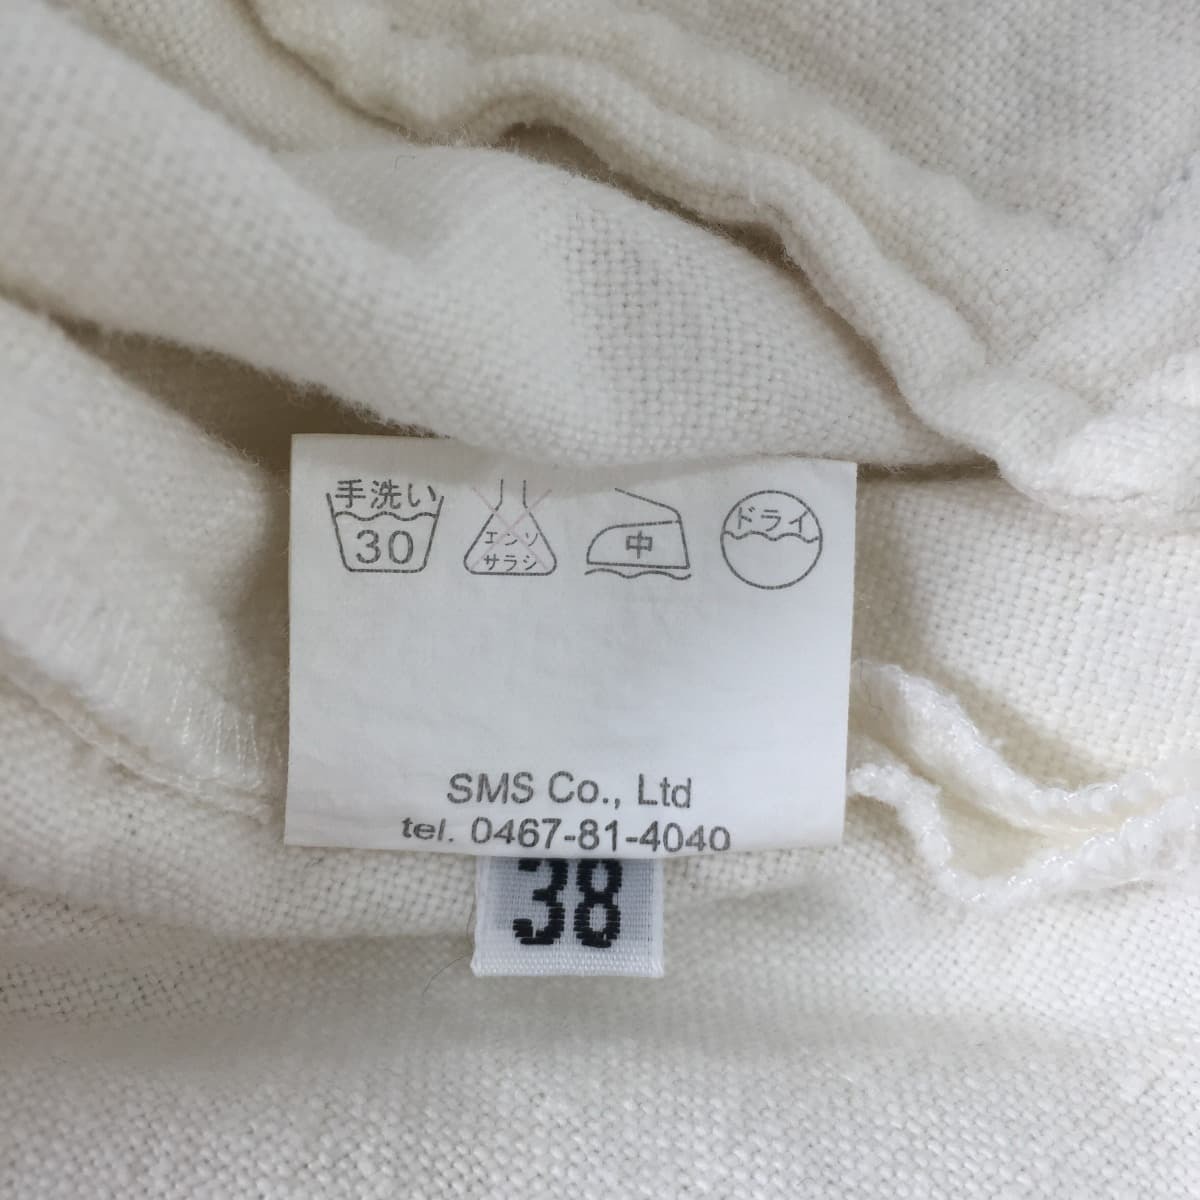 手洗い
30
エンソ
サラシ
中
ドライ
SMS Co., Ltd
tel. 0467-81-4040
38